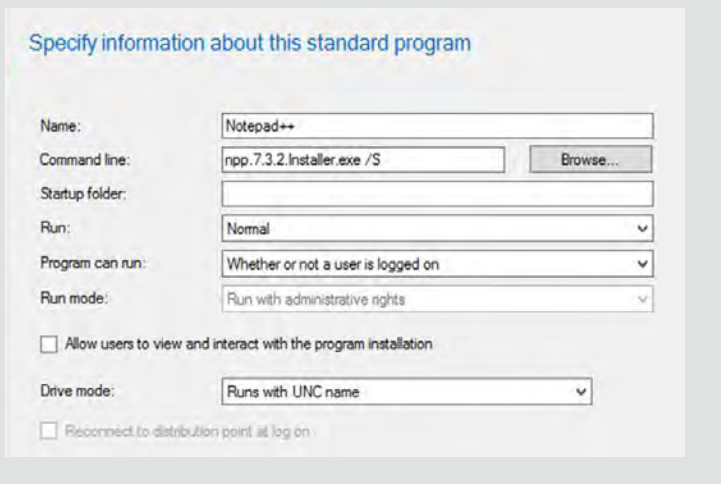 Specify information about this standard program
Name: Notepad++
Command line: npp.7.3.2.Installer.exe /S Browse...
Startup folder:
Run: Normal
Program can run: Whether or not a user is logged on
Run mode: Run with administrative rights
Allow users to view and interact with the program installation
Drive mode: Runs with UNC name
Reconnect to distribution point at log on